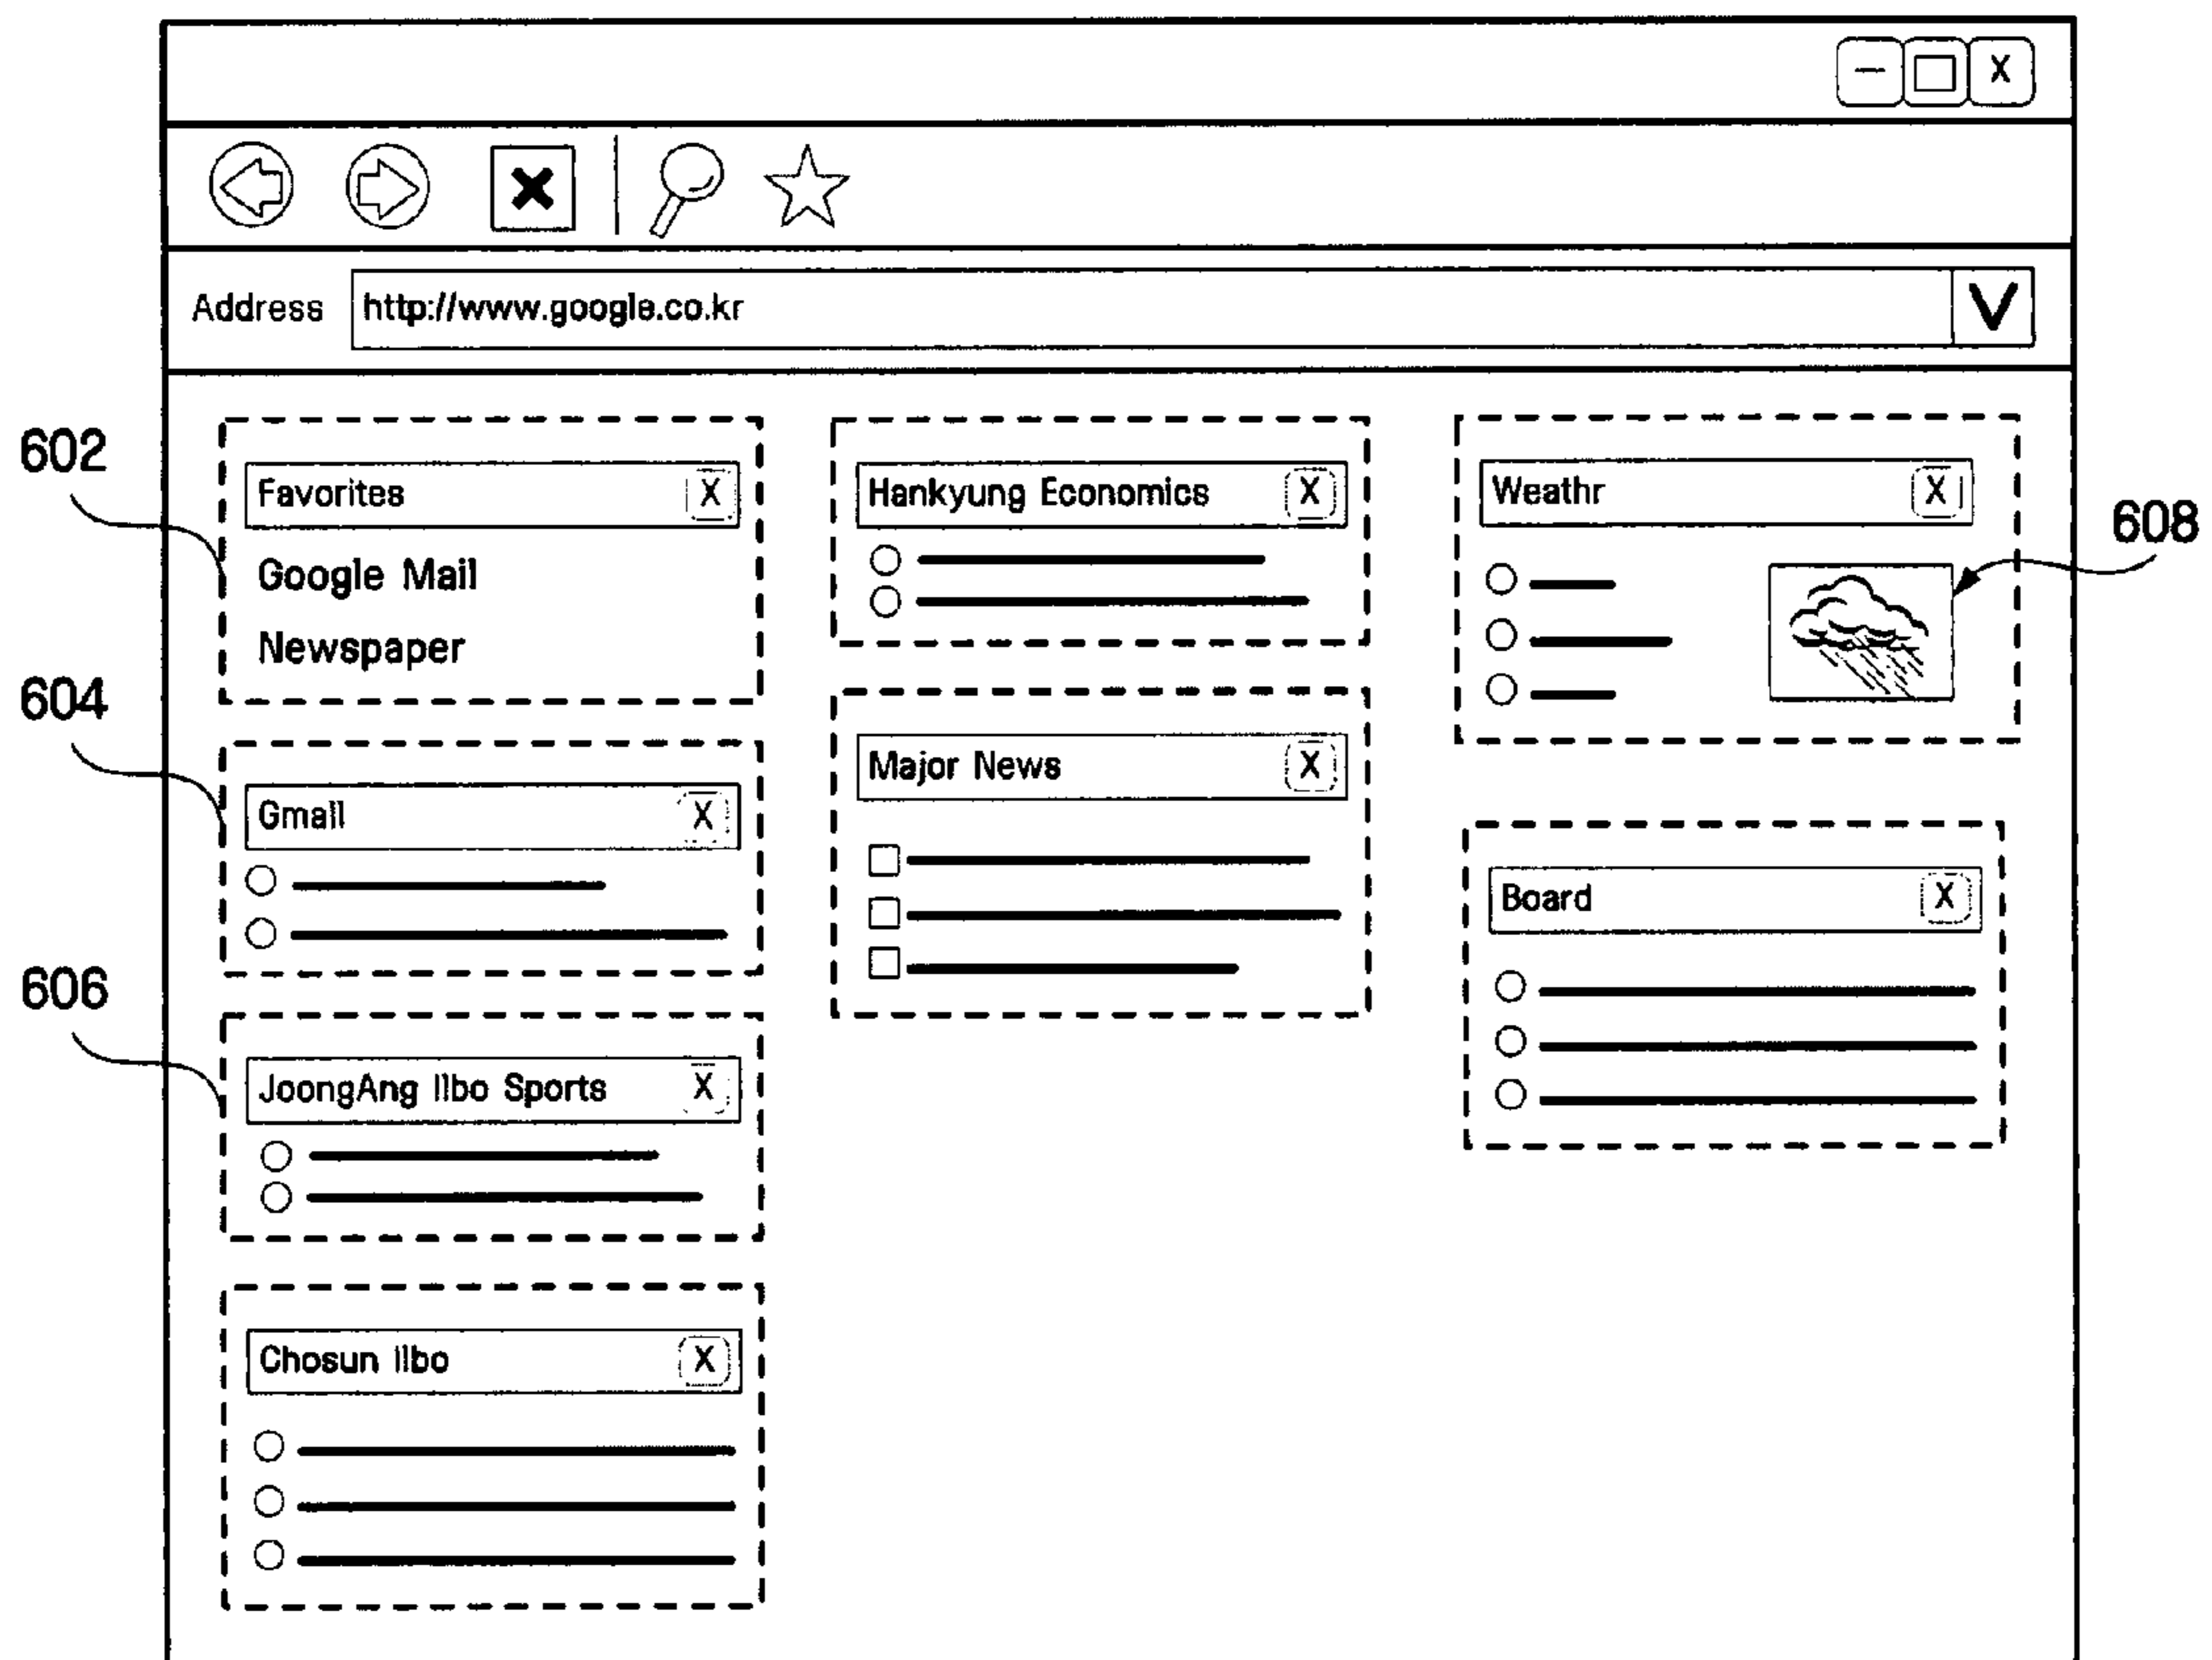 — X
Address http://www.google.co.kr V
602
Favorites X
Google Mail
Newspaper
604
Gmail X
606
JoongAng Ilbo Sports X
Chosun Ilbo X
Hankyung Economics X
Major News X
Weathr X
608
Board X